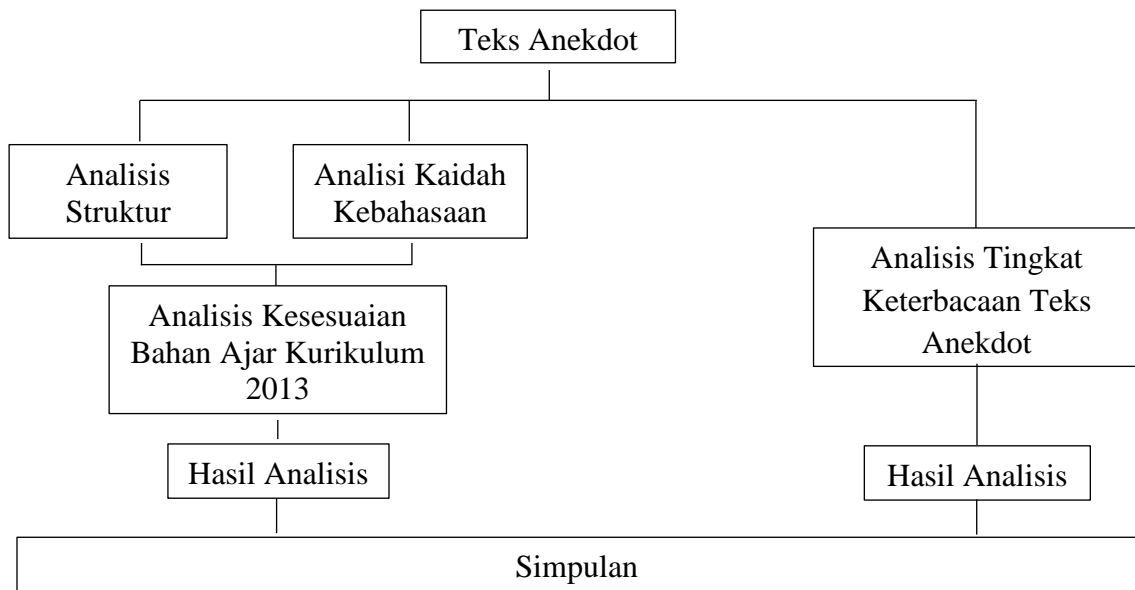 Teks Anekdot
Analisis
Struktur
Analisi Kaidah
Kebahasaan
Analisis Tingkat
Keterbacaan Teks
Anekdot
Analisis Kesesuaian
Bahan Ajar Kurikulum
2013
Hasil Analisis
Hasil Analisis
Simpulan